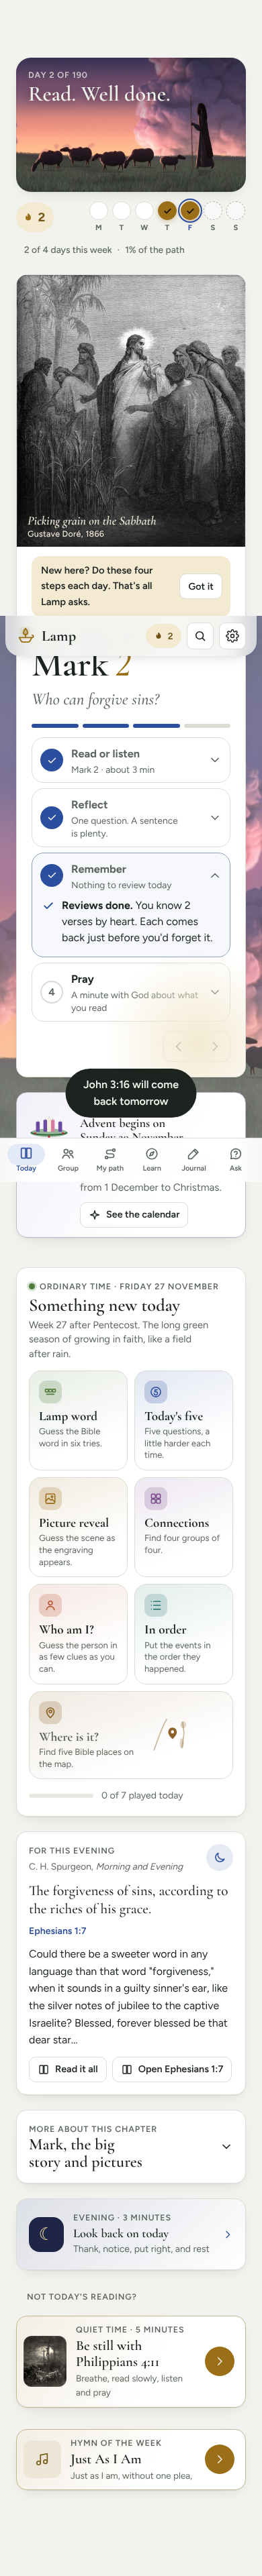 DAY 2 OF 190
Read. Well done.
2
M T W T F S S
2 of 4 days this week · 1% of the path
Picking grain on the Sabbath
Gustave Doré, 1866
New here? Do these four
steps each day. That's all
Lamp asks.
Got it
Lamp
2
Mark 2
Who can forgive sins?
Read or listen
Mark 2 · about 3 min
Reflect
One question. A sentence
is plenty.
Remember
Nothing to review today
Reviews done. You know 2
verses by heart. Each comes
back just before you'd forget it.
4
Pray
A minute with God about what
you read
John 3:16 will come
back tomorrow
Advent begins on
Sunday 29 November
Today Group My path Learn Journal Ask
from 1 December to Christmas.
See the calendar
ORDINARY TIME · FRIDAY 27 NOVEMBER
Something new today
Week 27 after Pentecost. The long green
season of growing in faith, like a field
after rain.
Lamp word
Guess the Bible
word in six tries.
5
Today's five
Five questions, a
little harder each
time.
Picture reveal
Guess the scene as
the engraving
appears.
Connections
Find four groups of
four.
Who am I?
Guess the person in
as few clues as you
can.
In order
Put the events in
the order they
happened.
Where is it?
Find five Bible places on
the map.
0 of 7 played today
FOR THIS EVENING
C. H. Spurgeon, Morning and Evening
The forgiveness of sins, according to
the riches of his grace.
Ephesians 1:7
Could there be a sweeter word in any
language than that word "forgiveness,"
when it sounds in a guilty sinner's ear, like
the silver notes of jubilee to the captive
Israelite? Blessed, forever blessed be that
dear star…
Read it all
Open Ephesians 1:7
MORE ABOUT THIS CHAPTER
Mark, the big
story and pictures
EVENING · 3 MINUTES
Look back on today
Thank, notice, put right, and rest
NOT TODAY'S READING?
QUIET TIME · 5 MINUTES
Be still with
Philippians 4:11
Breathe, read slowly, listen
and pray
HYMN OF THE WEEK
Just As I Am
Just as I am, without one plea,